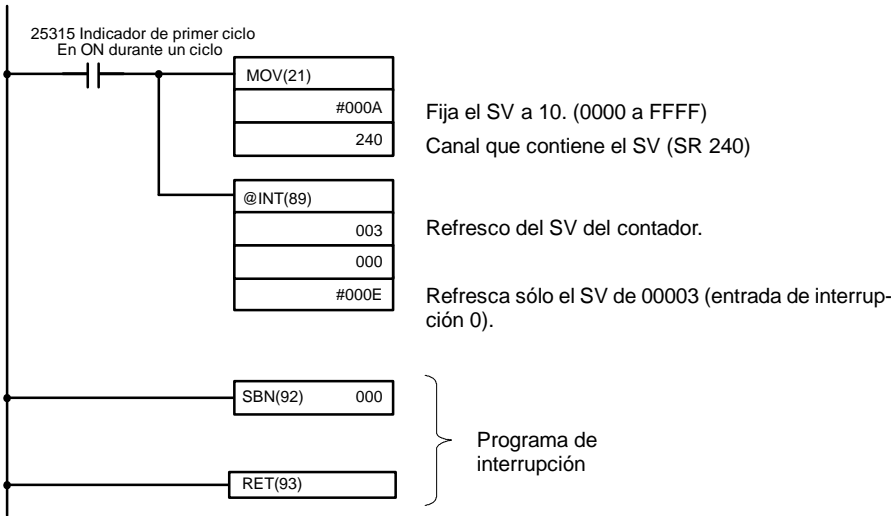 25315 Indicador de primer ciclo
En ON durante un ciclo
MOV(21)
#000A
Fija el SV a 10. (0000 a FFFF)
240
Canal que contiene el SV (SR 240)
@INT(89)
003
Refresco del SV del contador.
000
#000E
Refresca sólo el SV de 00003 (entrada de interrup-
ción 0).
SBN(92) 000
Programa de
interrupción
RET(93)